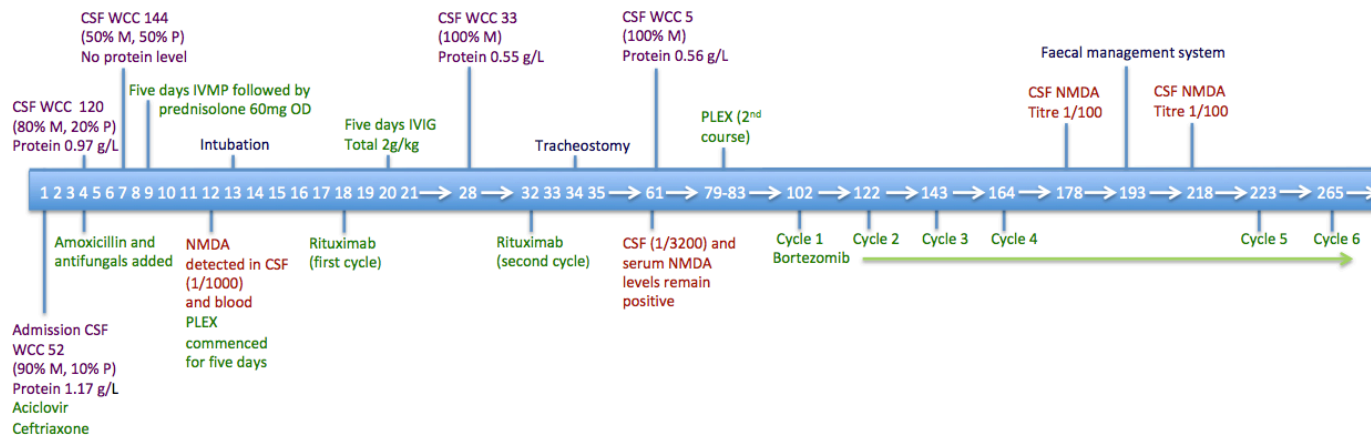 CSF WCC 144
(50% M, 50% P)
No protein level
CSF WCC 33
(100% M)
Protein 0.55 g/L
CSF WCC 5
(100% M)
Protein 0.56 g/L
Faecal management system
CSF WCC 120
(80% M, 20% P)
Protein 0.97 g/L
Five days IVMP followed by
prednisolone 60mg OD
Intubation
Five days IVIG
Total 2g/kg
Tracheostomy
PLEX (2nd
course)
CSF NMDA
Titre 1/100
CSF NMDA
Titre 1/100
1 2 3 4 5 6 7 8 9 10 11 12 13 14 15 16 17 18 19 20 21 → 28 → 32 33 34 35 → 61 → 79-83 → 102 → 122 → 143 → 164 → 178 → 193 → 218 → 223 → 265 →
Amoxicillin and
antifungals added
NMDA
detected in CSF
(1/1000)
and blood
PLEX
commenced
for five days
Rituximab
(first cycle)
Rituximab
(second cycle)
CSF (1/3200) and
serum NMDA
levels remain
positive
Cycle 1
Bortezomib
Cycle 2
Cycle 3
Cycle 4
Cycle 5
Cycle 6
Admission CSF
WCC 52
(90% M, 10% P)
Protein 1.17 g/L
Aciclovir
Ceftriaxone